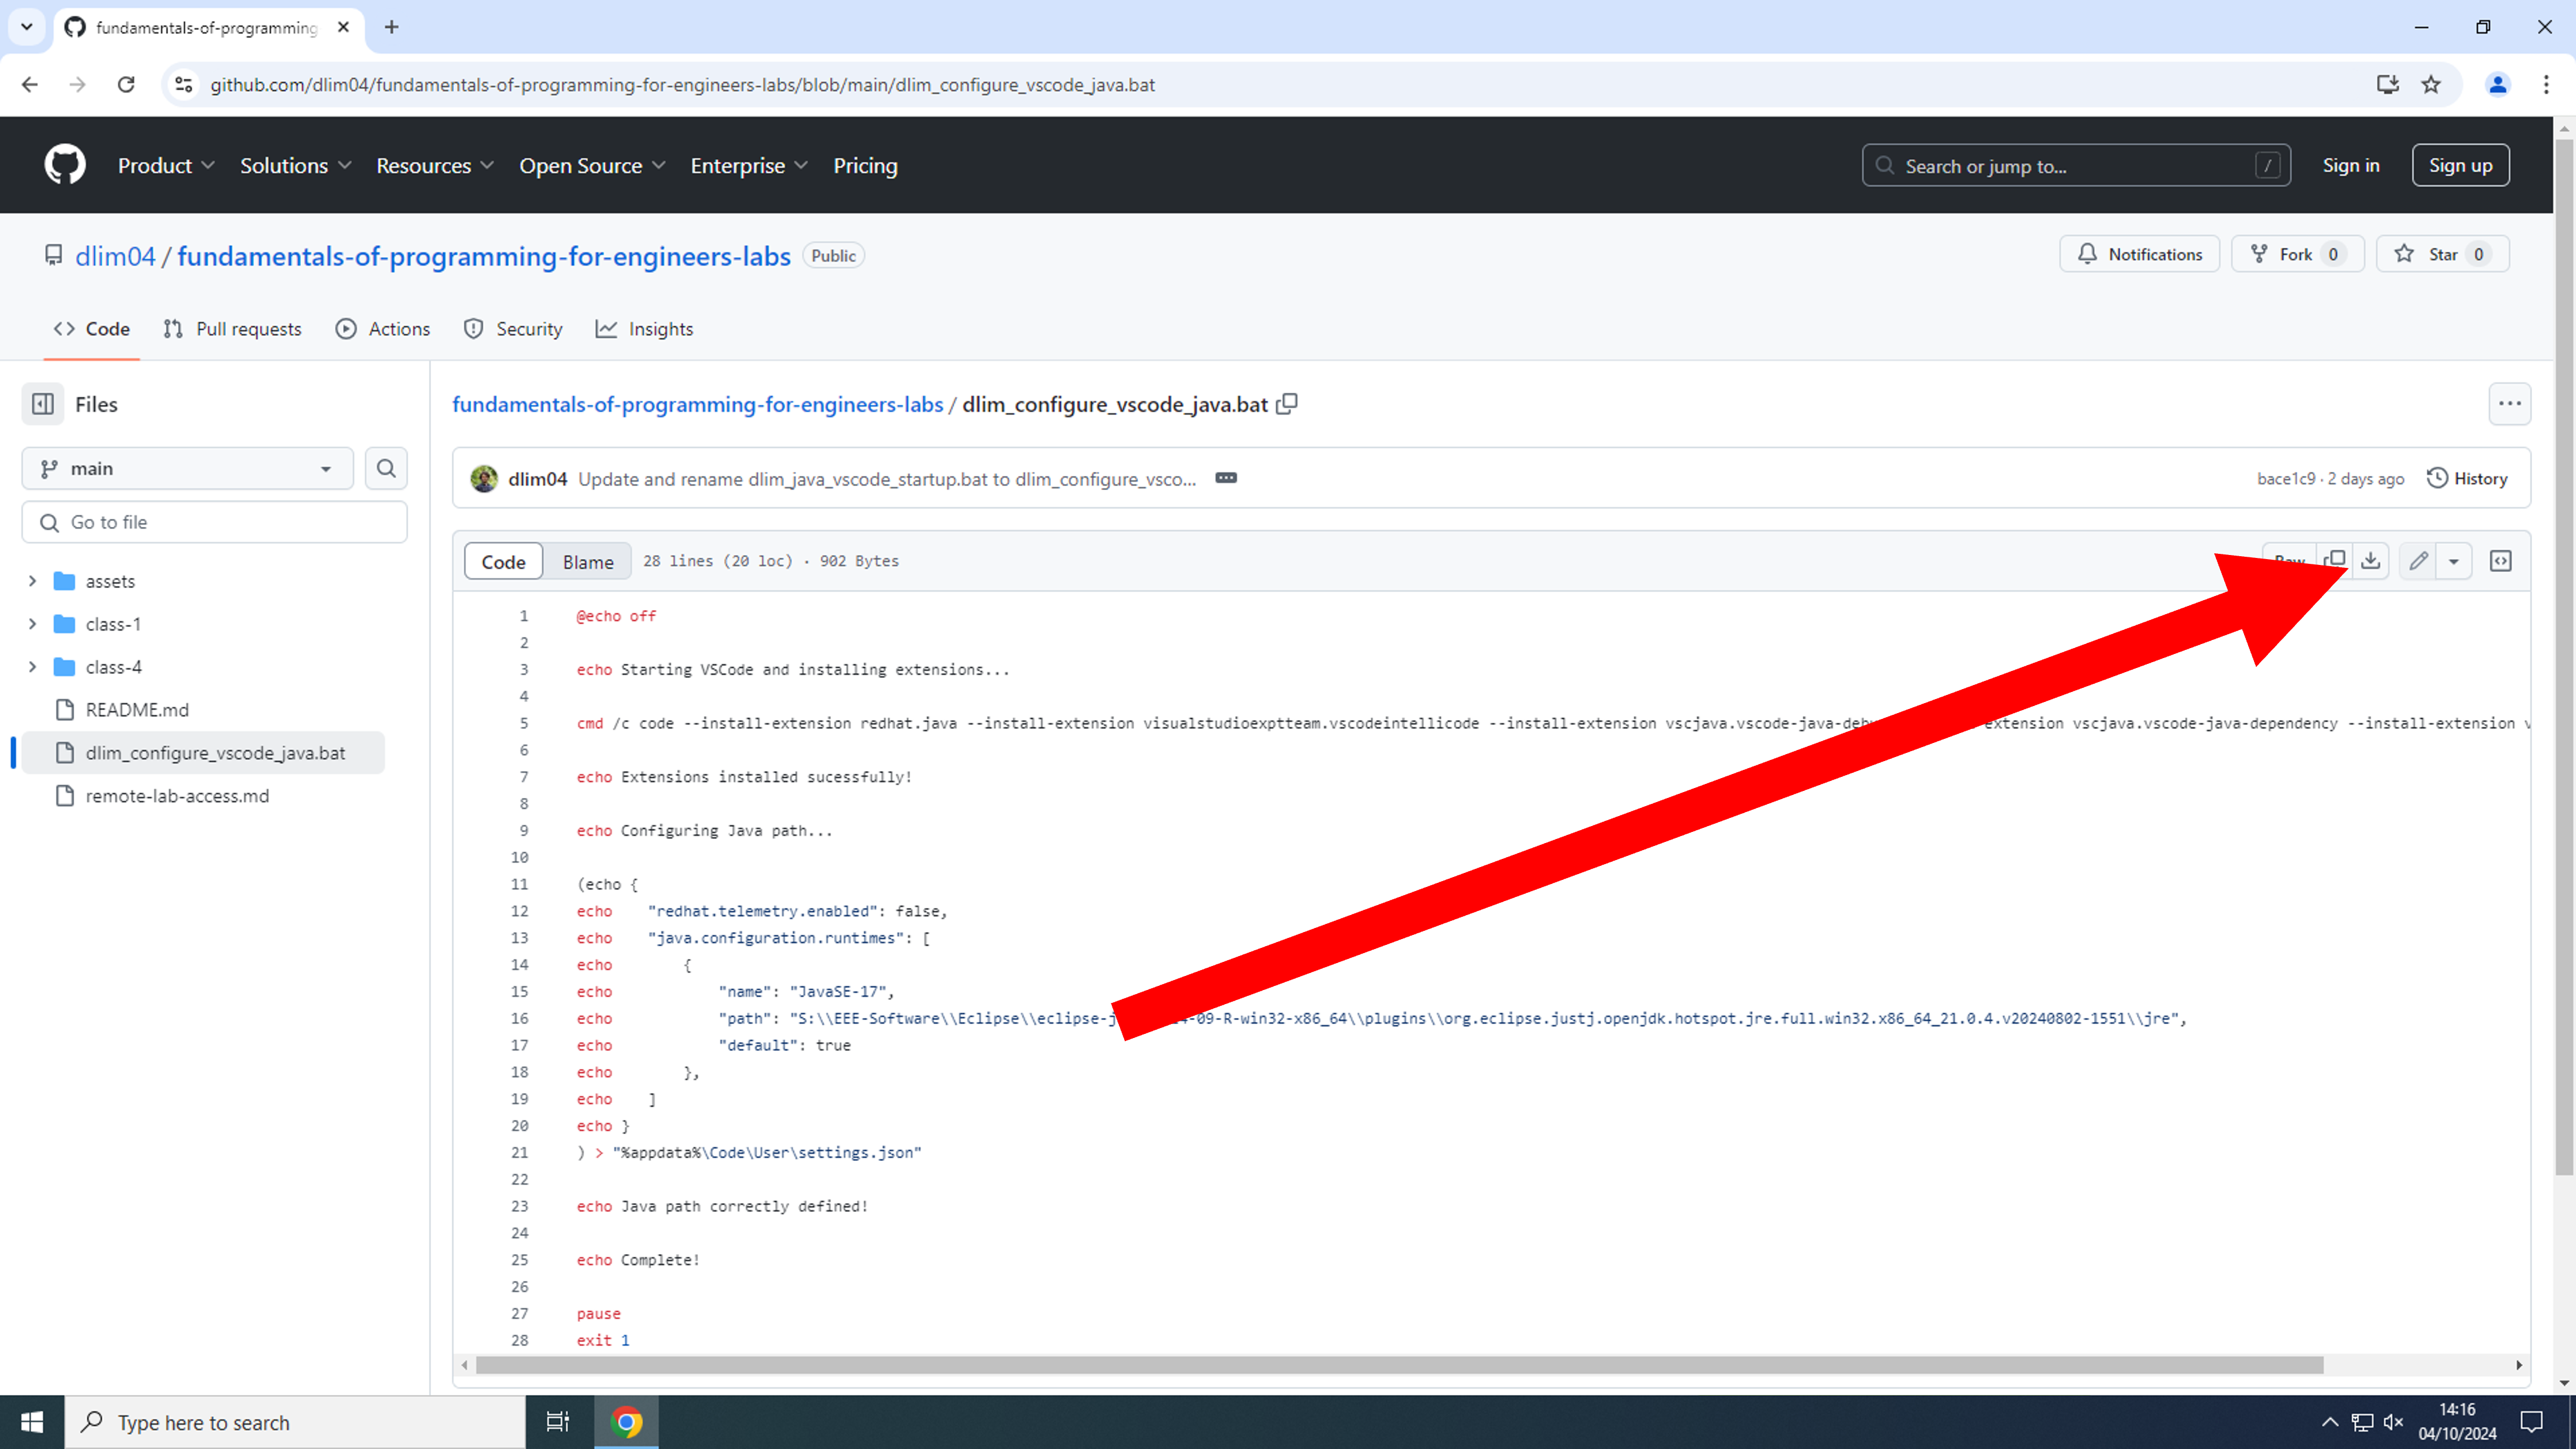 fundamentals-of-programming
github.com/dlim04/fundamentals-of-programming-for-engineers-labs/blob/main/dlim_configure_vscode_java.bat
Product Solutions Resources Open Source Enterprise Pricing
Search or jump to... /
Sign in
Sign up
dlim04 / fundamentals-of-programming-for-engineers-labs Public
Notifications
Fork 0
Star 0
Code Pull requests Actions Security Insights
Files
main
Go to file
assets
class-1
class-4
README.md
dlim_configure_vscode_java.bat
remote-lab-access.md
fundamentals-of-programming-for-engineers-labs / dlim_configure_vscode_java.bat
dlim04 Update and rename dlim_java_vscode_startup.bat to dlim_configure_vsco...
bace1c9 · 2 days ago
History
Code Blame 28 lines (20 loc) · 902 Bytes
1 @echo off
2
3 echo Starting VSCode and installing extensions...
4
5 cmd /c code --install-extension redhat.java --install-extension visualstudioexptteam.vscodeintellicode --install-extension vscjava.vscode-java-deb extension vscjava.vscode-java-dependency --install-extension v
6
7 echo Extensions installed sucessfully!
8
9 echo Configuring Java path...
10
11 (echo {
12 echo "redhat.telemetry.enabled": false,
13 echo "java.configuration.runtimes": [
14 echo {
15 echo "name": "JavaSE-17",
16 echo "path": "S:\\EEE-Software\\Eclipse\\eclipse-j -09-R-win32-x86_64\\plugins\\org.eclipse.justj.openjdk.hotspot.jre.full.win32.x86_64_21.0.4.v20240802-1551\\jre",
17 echo "default": true
18 echo },
19 echo ]
20 echo }
21 ) > "%appdata%\Code\User\settings.json"
22
23 echo Java path correctly defined!
24
25 echo Complete!
26
27 pause
28 exit 1
Type here to search
14:16
04/10/2024